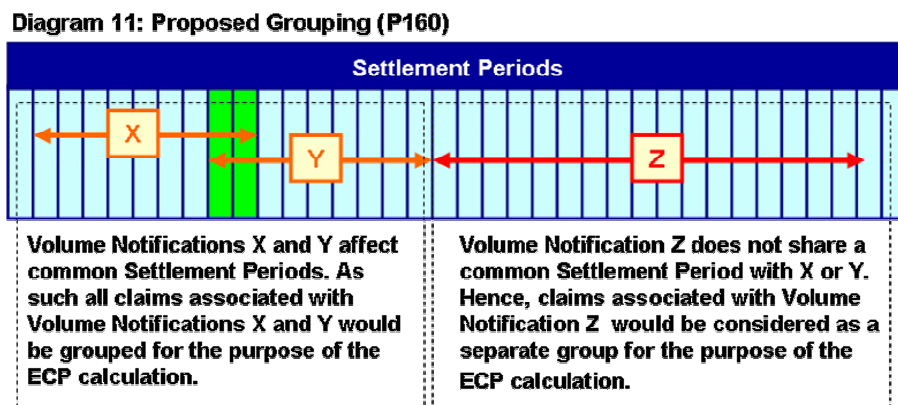 Diagram 11: Proposed Grouping (P160)
Settlement Periods
X
Y
Z
Volume Notifications X and Y affect
common Settlement Periods. As
such all claims associated with
Volume Notifications X and Y would
be grouped for the purpose of the
ECP calculation.
Volume Notification Z does not share a
common Settlement Period with X or Y.
Hence, claims associated with Volume
Notification Z would be considered as a
separate group for the purpose of the
ECP calculation.